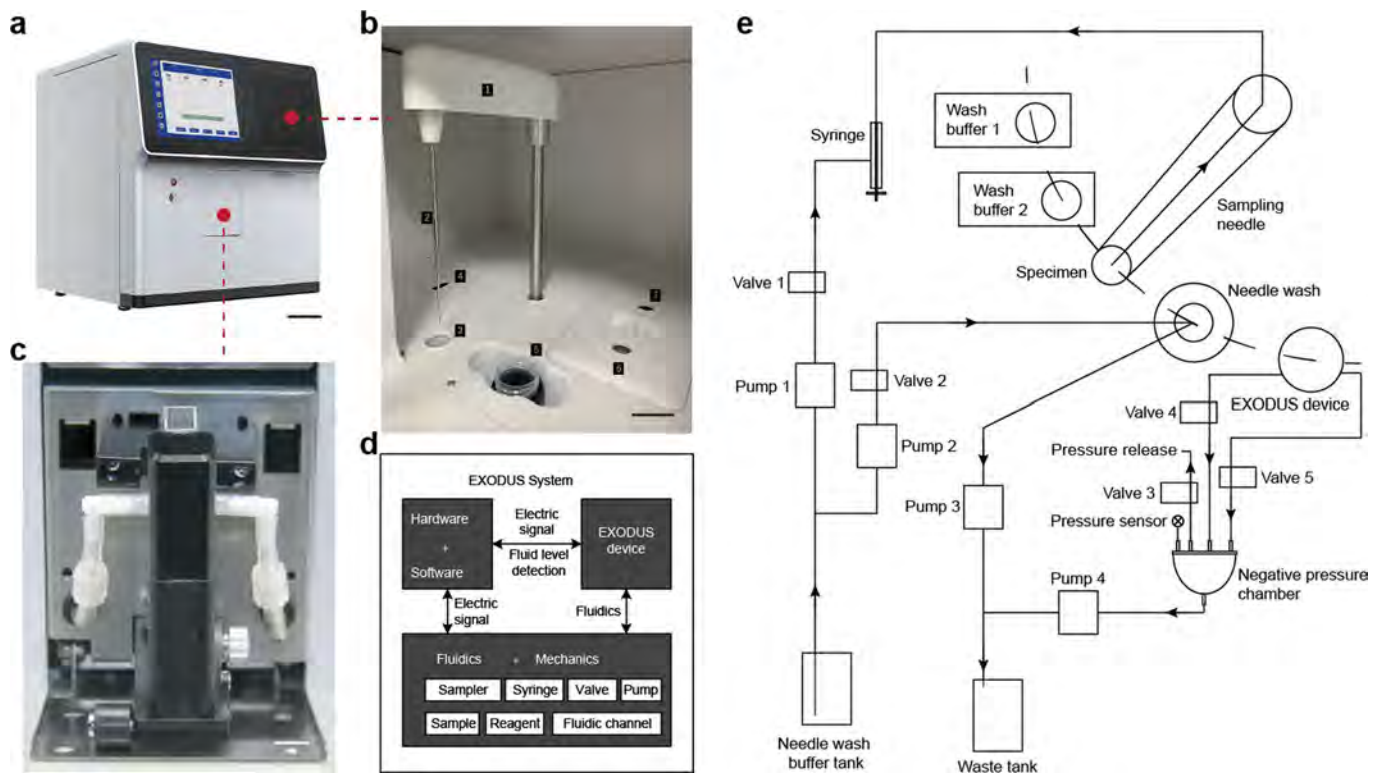 a
b
1
2
4
3
5
7
6
c
d
EXODUS System
Hardware
+
Software
Electric
signal
Fluid level
detection
EXODUS
device
Electric
signal
Fluidics
Fluidics + Mechanics
Sampler Syringe Valve Pump
Sample Reagent Fluidic channel
e
Syringe
Wash
buffer 1
Wash
buffer 2
Sampling
needle
Specimen
Valve 1
Needle wash
Pump 1
Valve 2
Valve 4
EXODUS device
Pump 2
Pressure release
Pump 3
Valve 3
Valve 5
Pressure sensor
Pump 4
Negative pressure
chamber
Needle wash
buffer tank
Waste tank